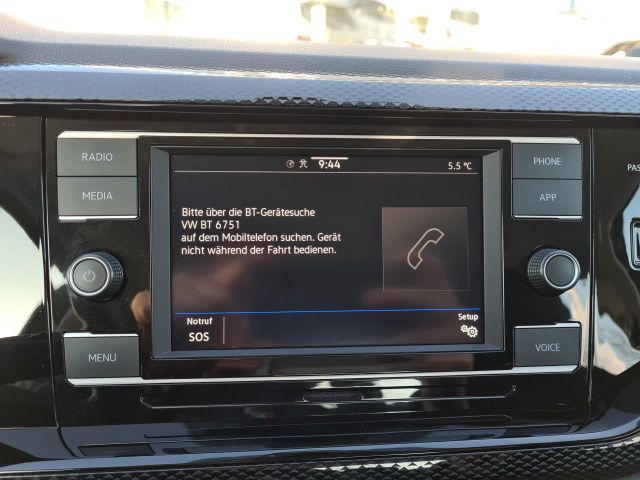 RADIO
MEDIA
MENU
9:44
5.5 °C
Bitte über die BT-Gerätesuche
VW BT 6751
auf dem Mobiltelefon suchen. Gerät
nicht während der Fahrt bedienen.
Notruf
SOS
Setup
PHONE
APP
VOICE
PAS